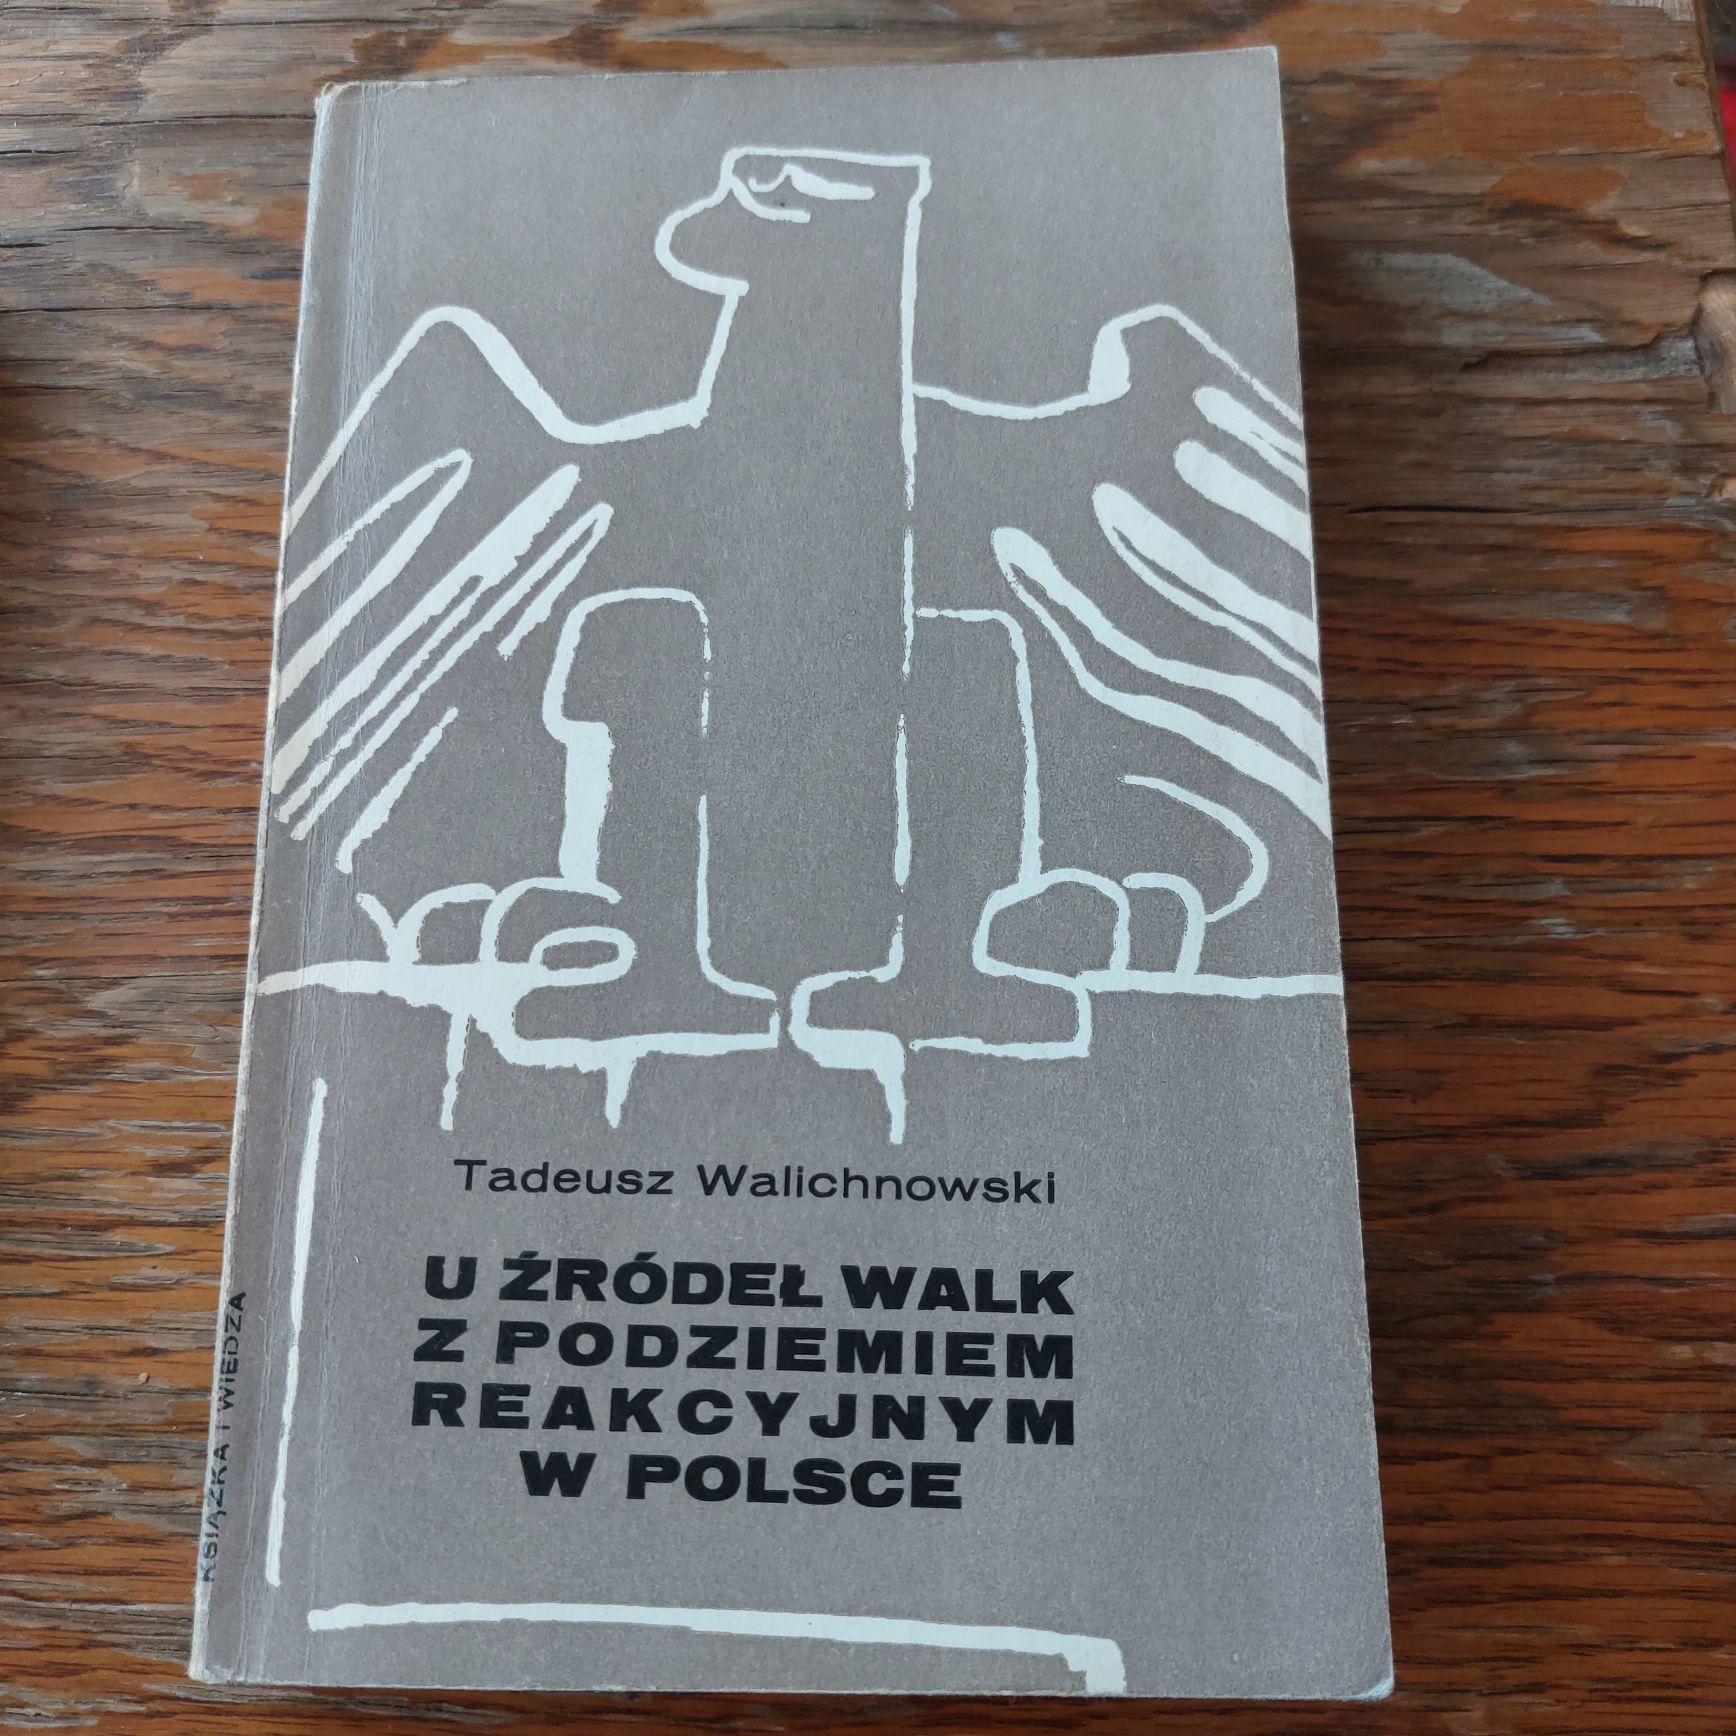 Tadeusz Walichnowski
U ŹRÓDEŁ WALK
Z PODZIEMIEM
REAKCYJNYM
W POLSCE
KSIĄŻKA I WIEDZA